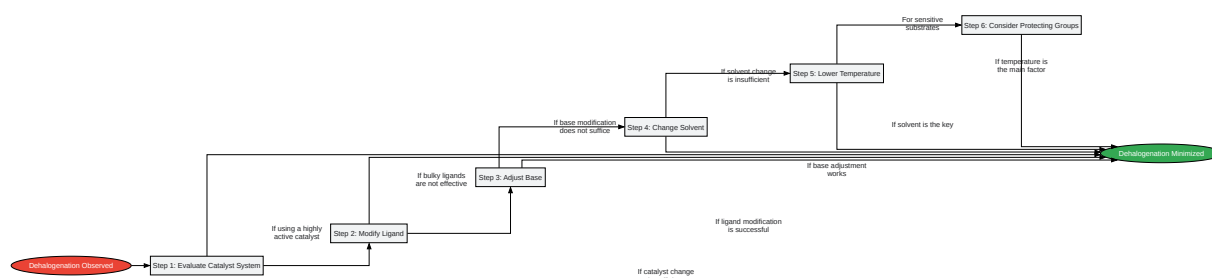 For sensitive
substrates
Step 6: Consider Protecting Groups
If solvent change
is insufficient
Step 5: Lower Temperature
If temperature is
the main factor
If base modification
does not suffice
Step 4: Change Solvent
If solvent is the key
Dehalogenation Minimized
If bulky ligands
are not effective
Step 3: Adjust Base
If base adjustment
works
If using a highly
active catalyst
Step 2: Modify Ligand
If ligand modification
is successful
Dehalogenation Observed
Step 1: Evaluate Catalyst System
If catalyst change